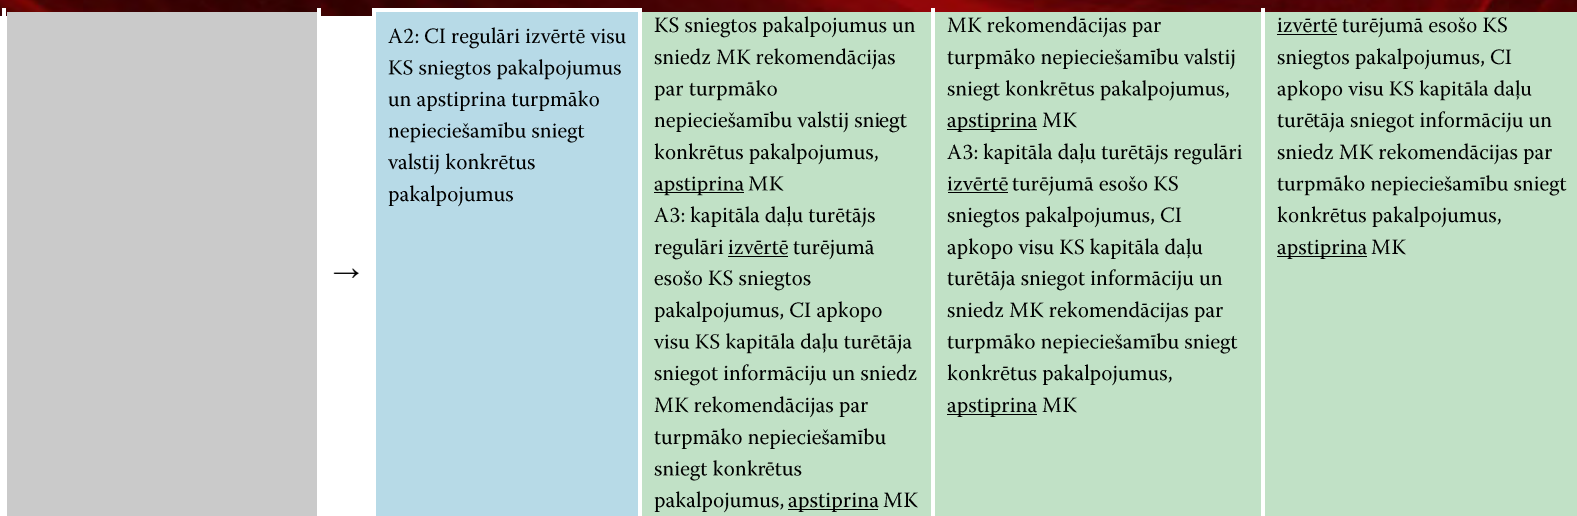 →
A2: CI regulāri izvērtē visu
KS sniegtos pakalpojumus
un apstiprina turpmāko
nepieciešamību sniegt
valstij konkrētus
pakalpojumus
KS sniegtos pakalpojumus un
sniedz MK rekomendācijas
par turpmāko
nepieciešamību valstij sniegt
konkrētus pakalpojumus,
apstiprina MK
A3: kapitāla daļu turētājs
regulāri izvērtē turējumā
esošo KS sniegtos
pakalpojumus, CI apkopo
visu KS kapitāla daļu turētāja
sniegot informāciju un sniedz
MK rekomendācijas par
turpmāko nepieciešamību
sniegt konkrētus
pakalpojumus, apstiprina MK
MK rekomendācijas par
turpmāko nepieciešamību valstij
sniegt konkrētus pakalpojumus,
apstiprina MK
A3: kapitāla daļu turētājs regulāri
izvērtē turējumā esošo KS
sniegtos pakalpojumus, CI
apkopo visu KS kapitāla daļu
turētāja sniegot informāciju un
sniedz MK rekomendācijas par
turpmāko nepieciešamību sniegt
konkrētus pakalpojumus,
apstiprina MK
izvērtē turējumā esošo KS
sniegtos pakalpojumus, CI
apkopo visu KS kapitāla daļu
turētāja sniegot informāciju un
sniedz MK rekomendācijas par
turpmāko nepieciešamību sniegt
konkrētus pakalpojumus,
apstiprina MK